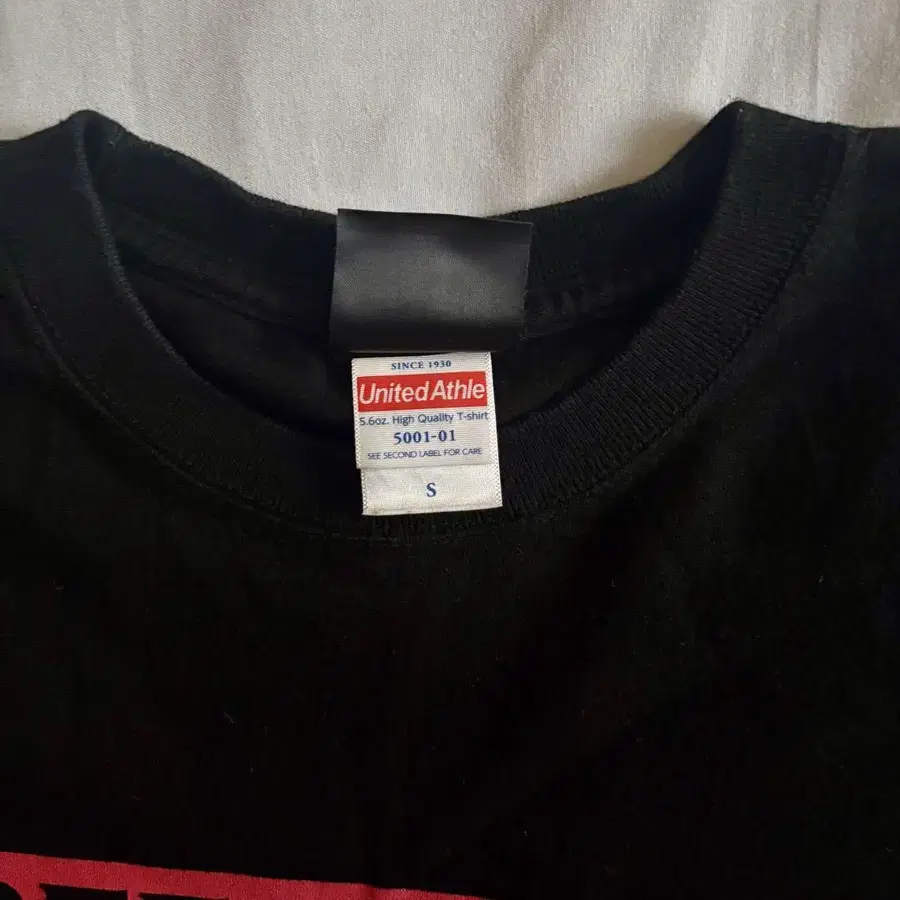 SINCE 1930
United Athle
5.6oz. High Quality T-shirt
5001-01
SEE SECOND LABEL FOR CARE
S